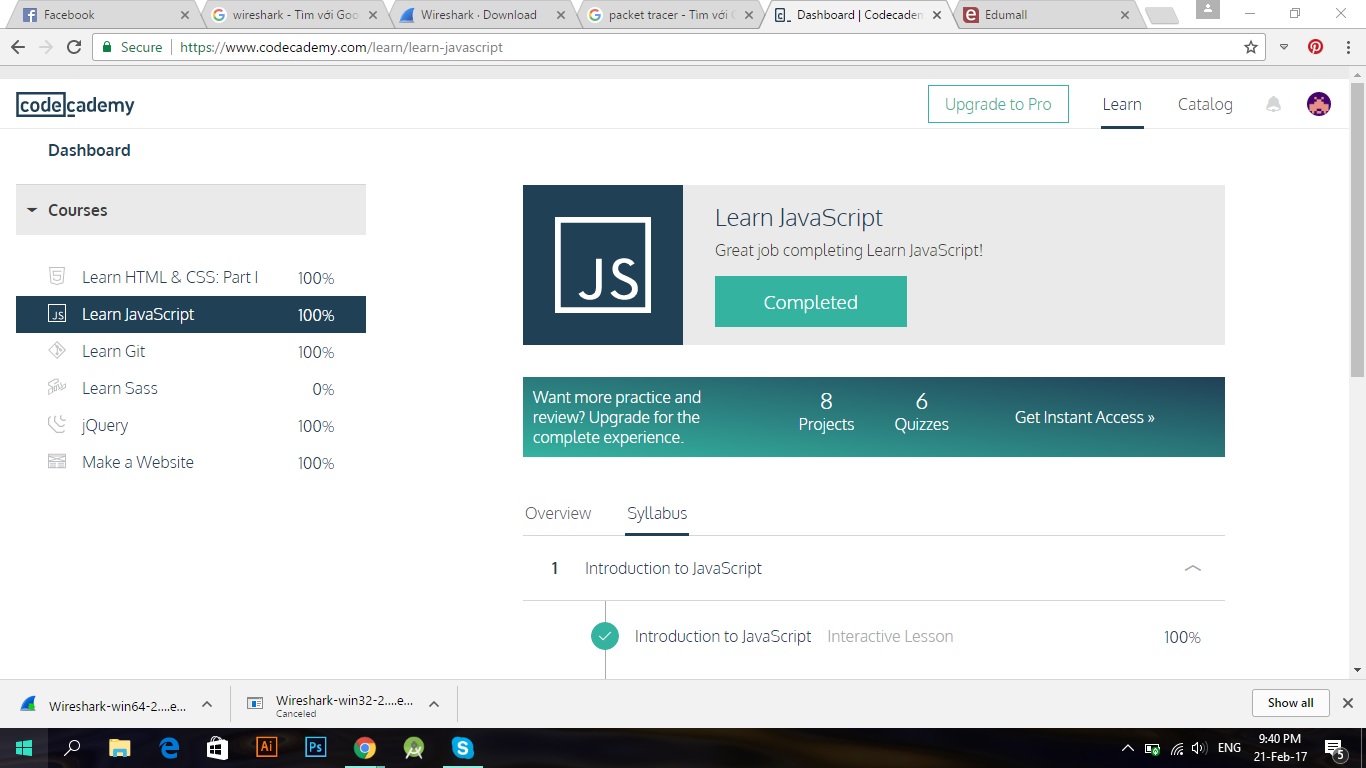 Facebook
wireshark - Tìm với Goo
Wireshark · Download
packet tracer - Tìm với G
Dashboard | Codecadem
Edumall
Secure
https://www.codecademy.com/learn/learn-javascript
codecademy
Upgrade to Pro
Learn
Catalog
Dashboard
Courses
Learn HTML & CSS: Part I 100%
Learn JavaScript 100%
Learn Git 100%
Learn Sass 0%
jQuery 100%
Make a Website 100%
JS
Learn JavaScript
Great job completing Learn JavaScript!
Completed
Want more practice and
review? Upgrade for the
complete experience.
8
Projects
6
Quizzes
Get Instant Access »
Overview
Syllabus
1 Introduction to JavaScript
Introduction to JavaScript Interactive Lesson 100%
Wireshark-win64-2....e...
Wireshark-win32-2....e...
Canceled
Show all
Ai
Ps
ENG
9:40 PM
21-Feb-17
5